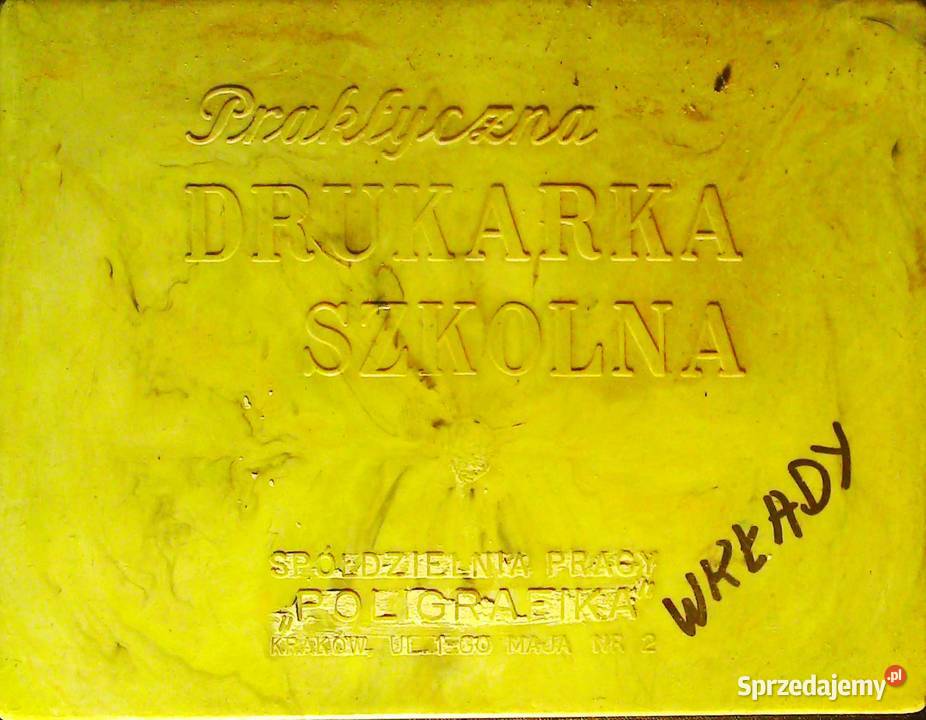 Praktyczna
DRUKARKA
SZKOLNA
SPÓŁDZIELNIA PRACY
„POLIGRAFIKA”
KRAKÓW, UL. 1-GO MAJA NR 2
WKŁADY
Sprzedajemy.pl